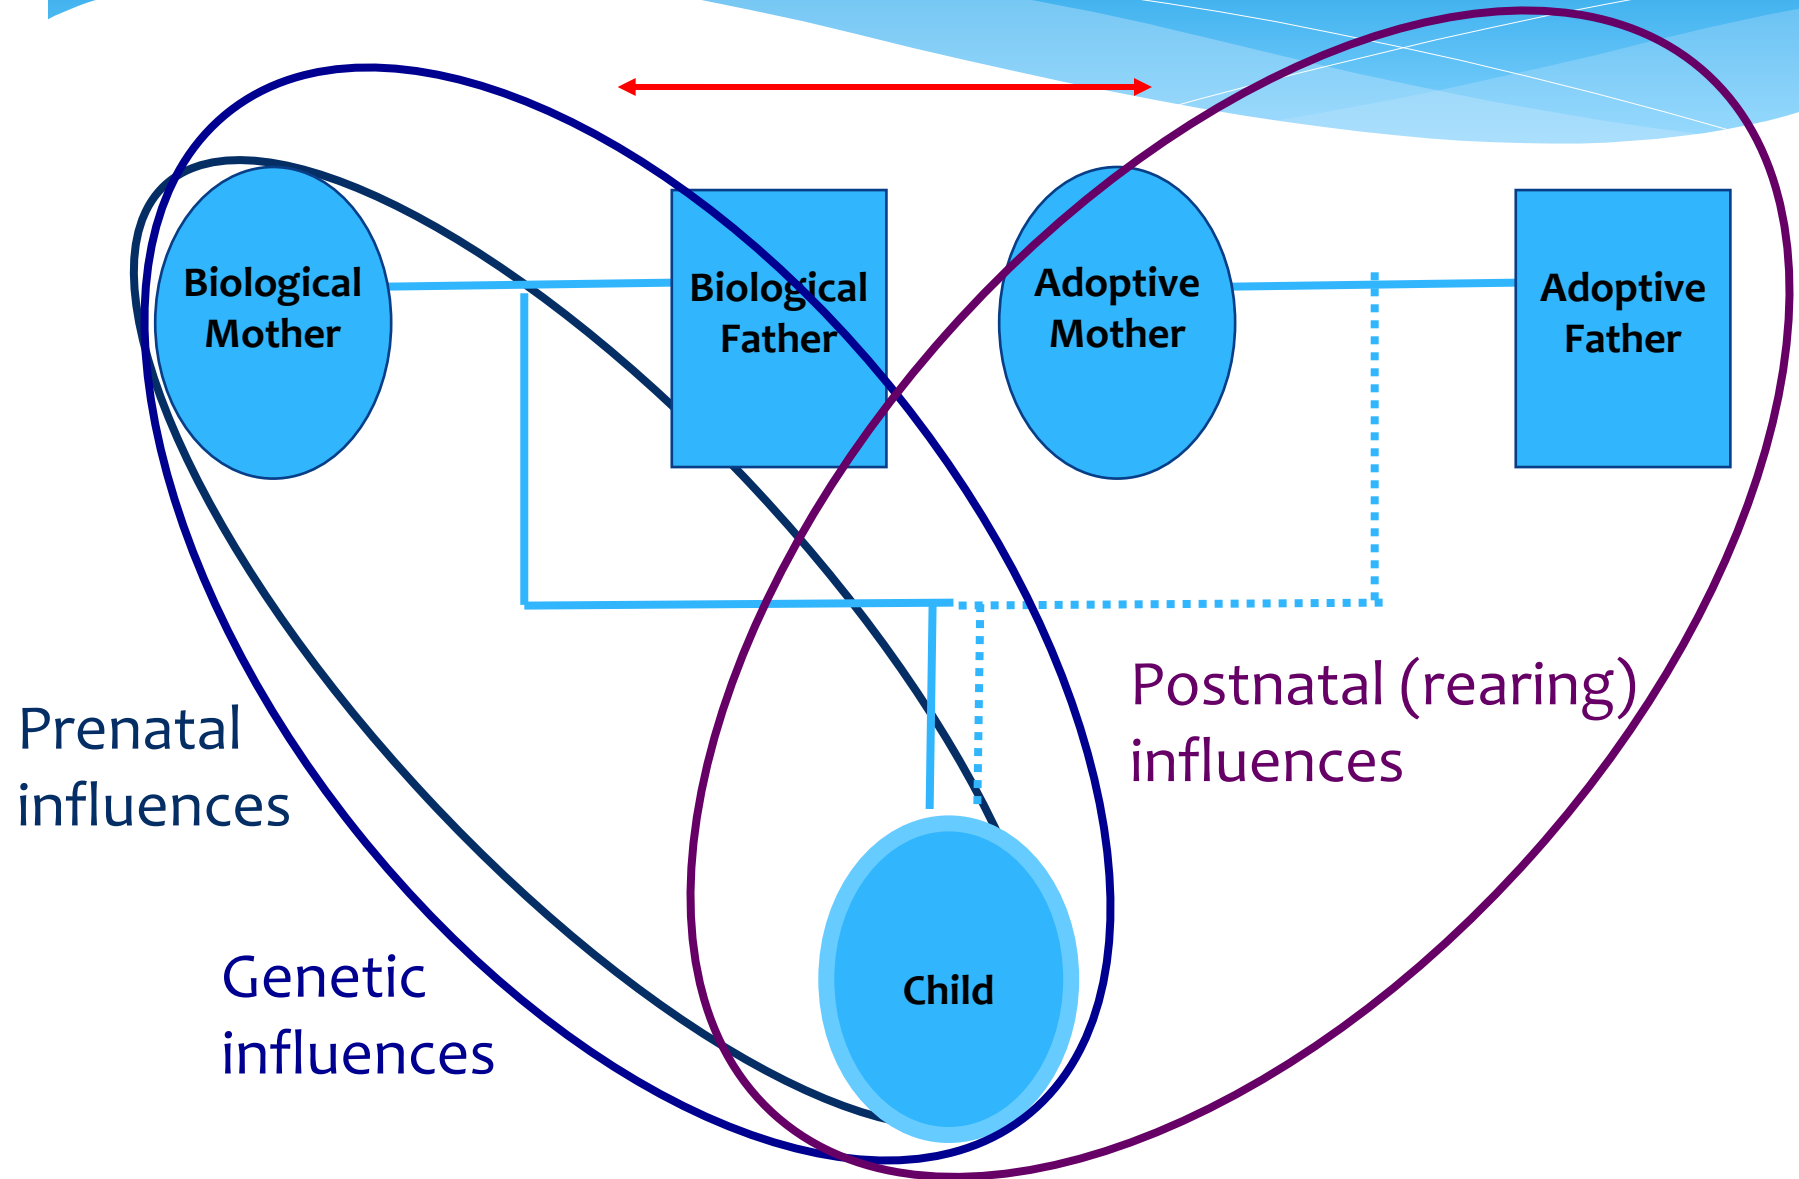 Biological
Mother
Biological
Father
Adoptive
Mother
Adoptive
Father
Prenatal
influences
Postnatal (rearing)
influences
Genetic
influences
Child